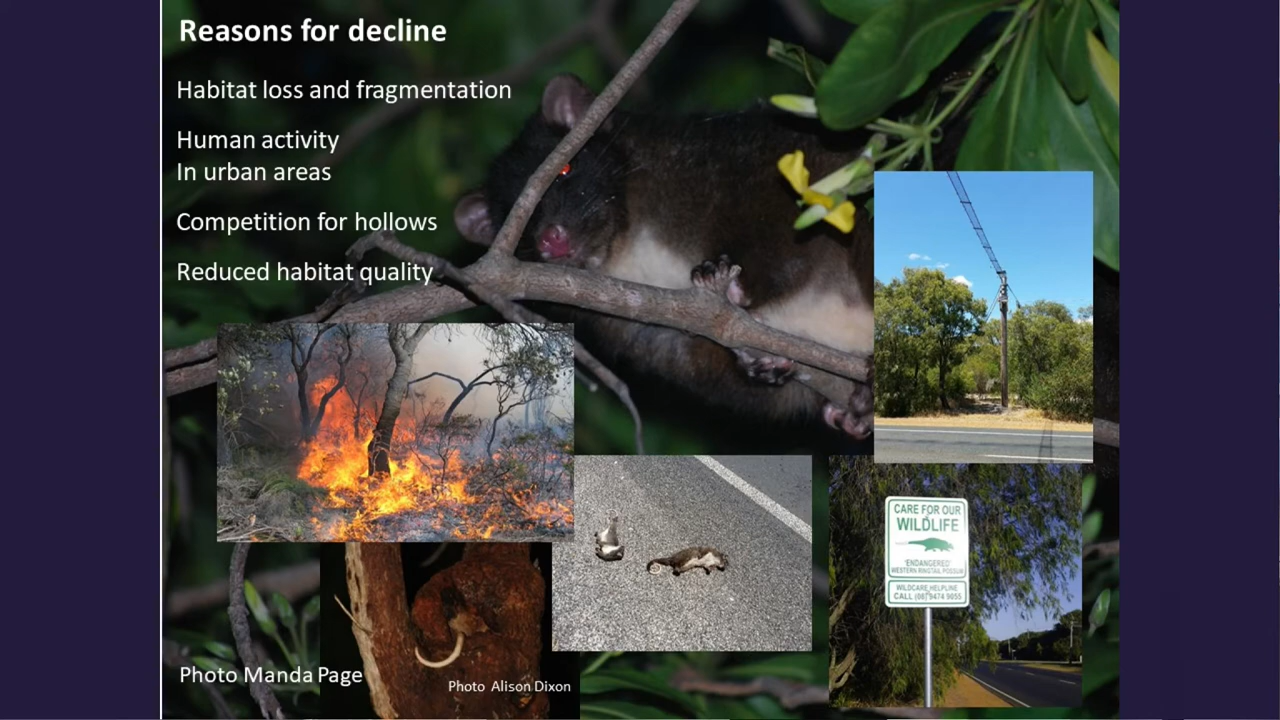 Reasons for decline
Habitat loss and fragmentation
Human activity
In urban areas
Competition for hollows
Reduced habitat quality
CARE FOR OUR
WILDLIFE
'ENDANGERED'
WESTERN RINGTAIL POSSUM
WILDCARE HELPLINE
CALL (08) 9474 9055
Photo Manda Page
Photo Alison Dixon